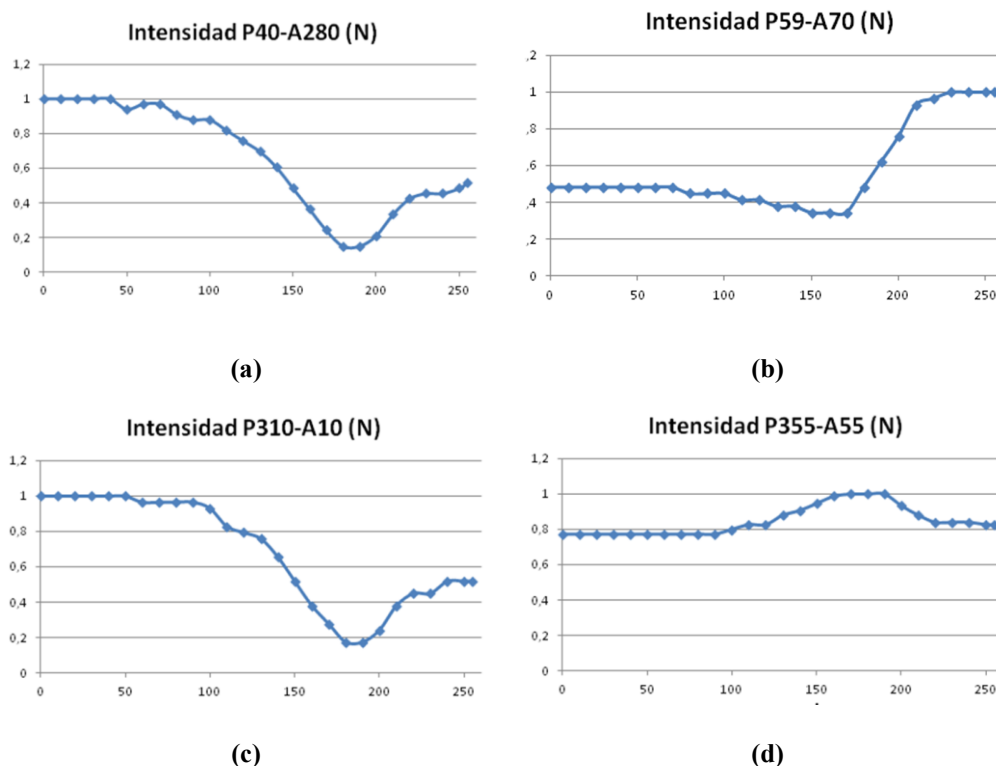 Intensidad P40-A280 (N)
1,2
1
0,8
0,6
0,4
0,2
0
0 50 100 150 200 250
(a)
Intensidad P59-A70 (N)
,2
1
,8
,6
,4
,2
0
0 50 100 150 200 250
(b)
Intensidad P310-A10 (N)
1,2
1
0,8
0,6
0,4
0,2
0
0 50 100 150 200 250
(c)
Intensidad P355-A55 (N)
1,2
1
0,8
0,6
0,4
0,2
0
0 50 100 150 200 250
(d)